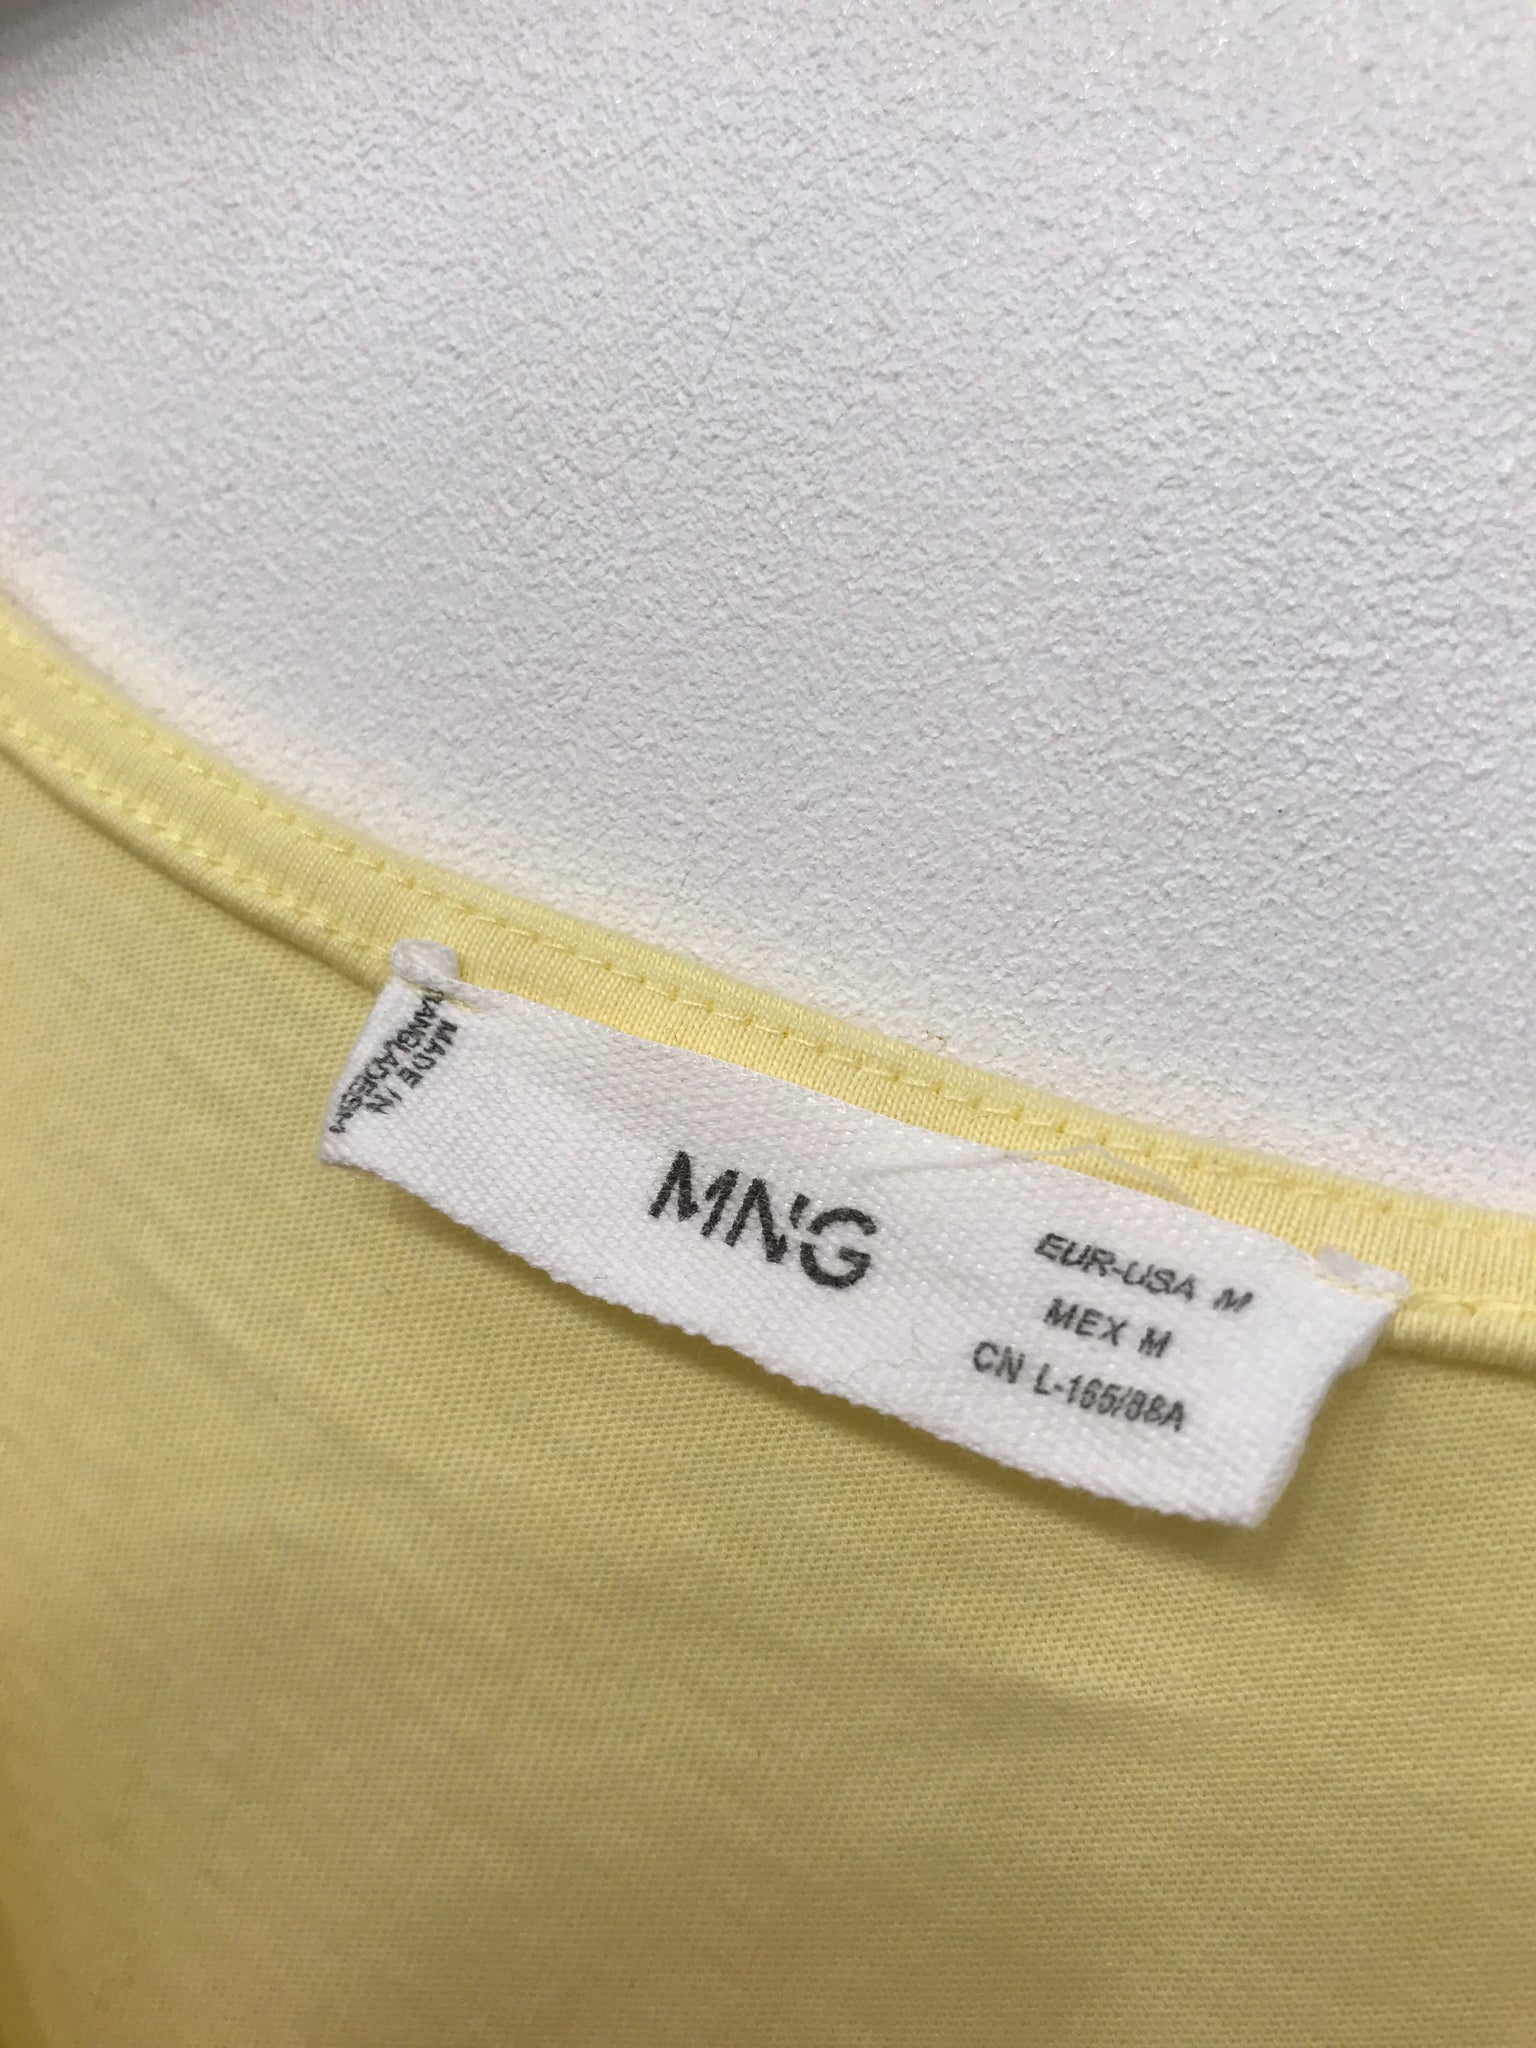 MADE IN
BANGLADESH
MNG
EUR-USA M
MEX M
CN L-165/88A